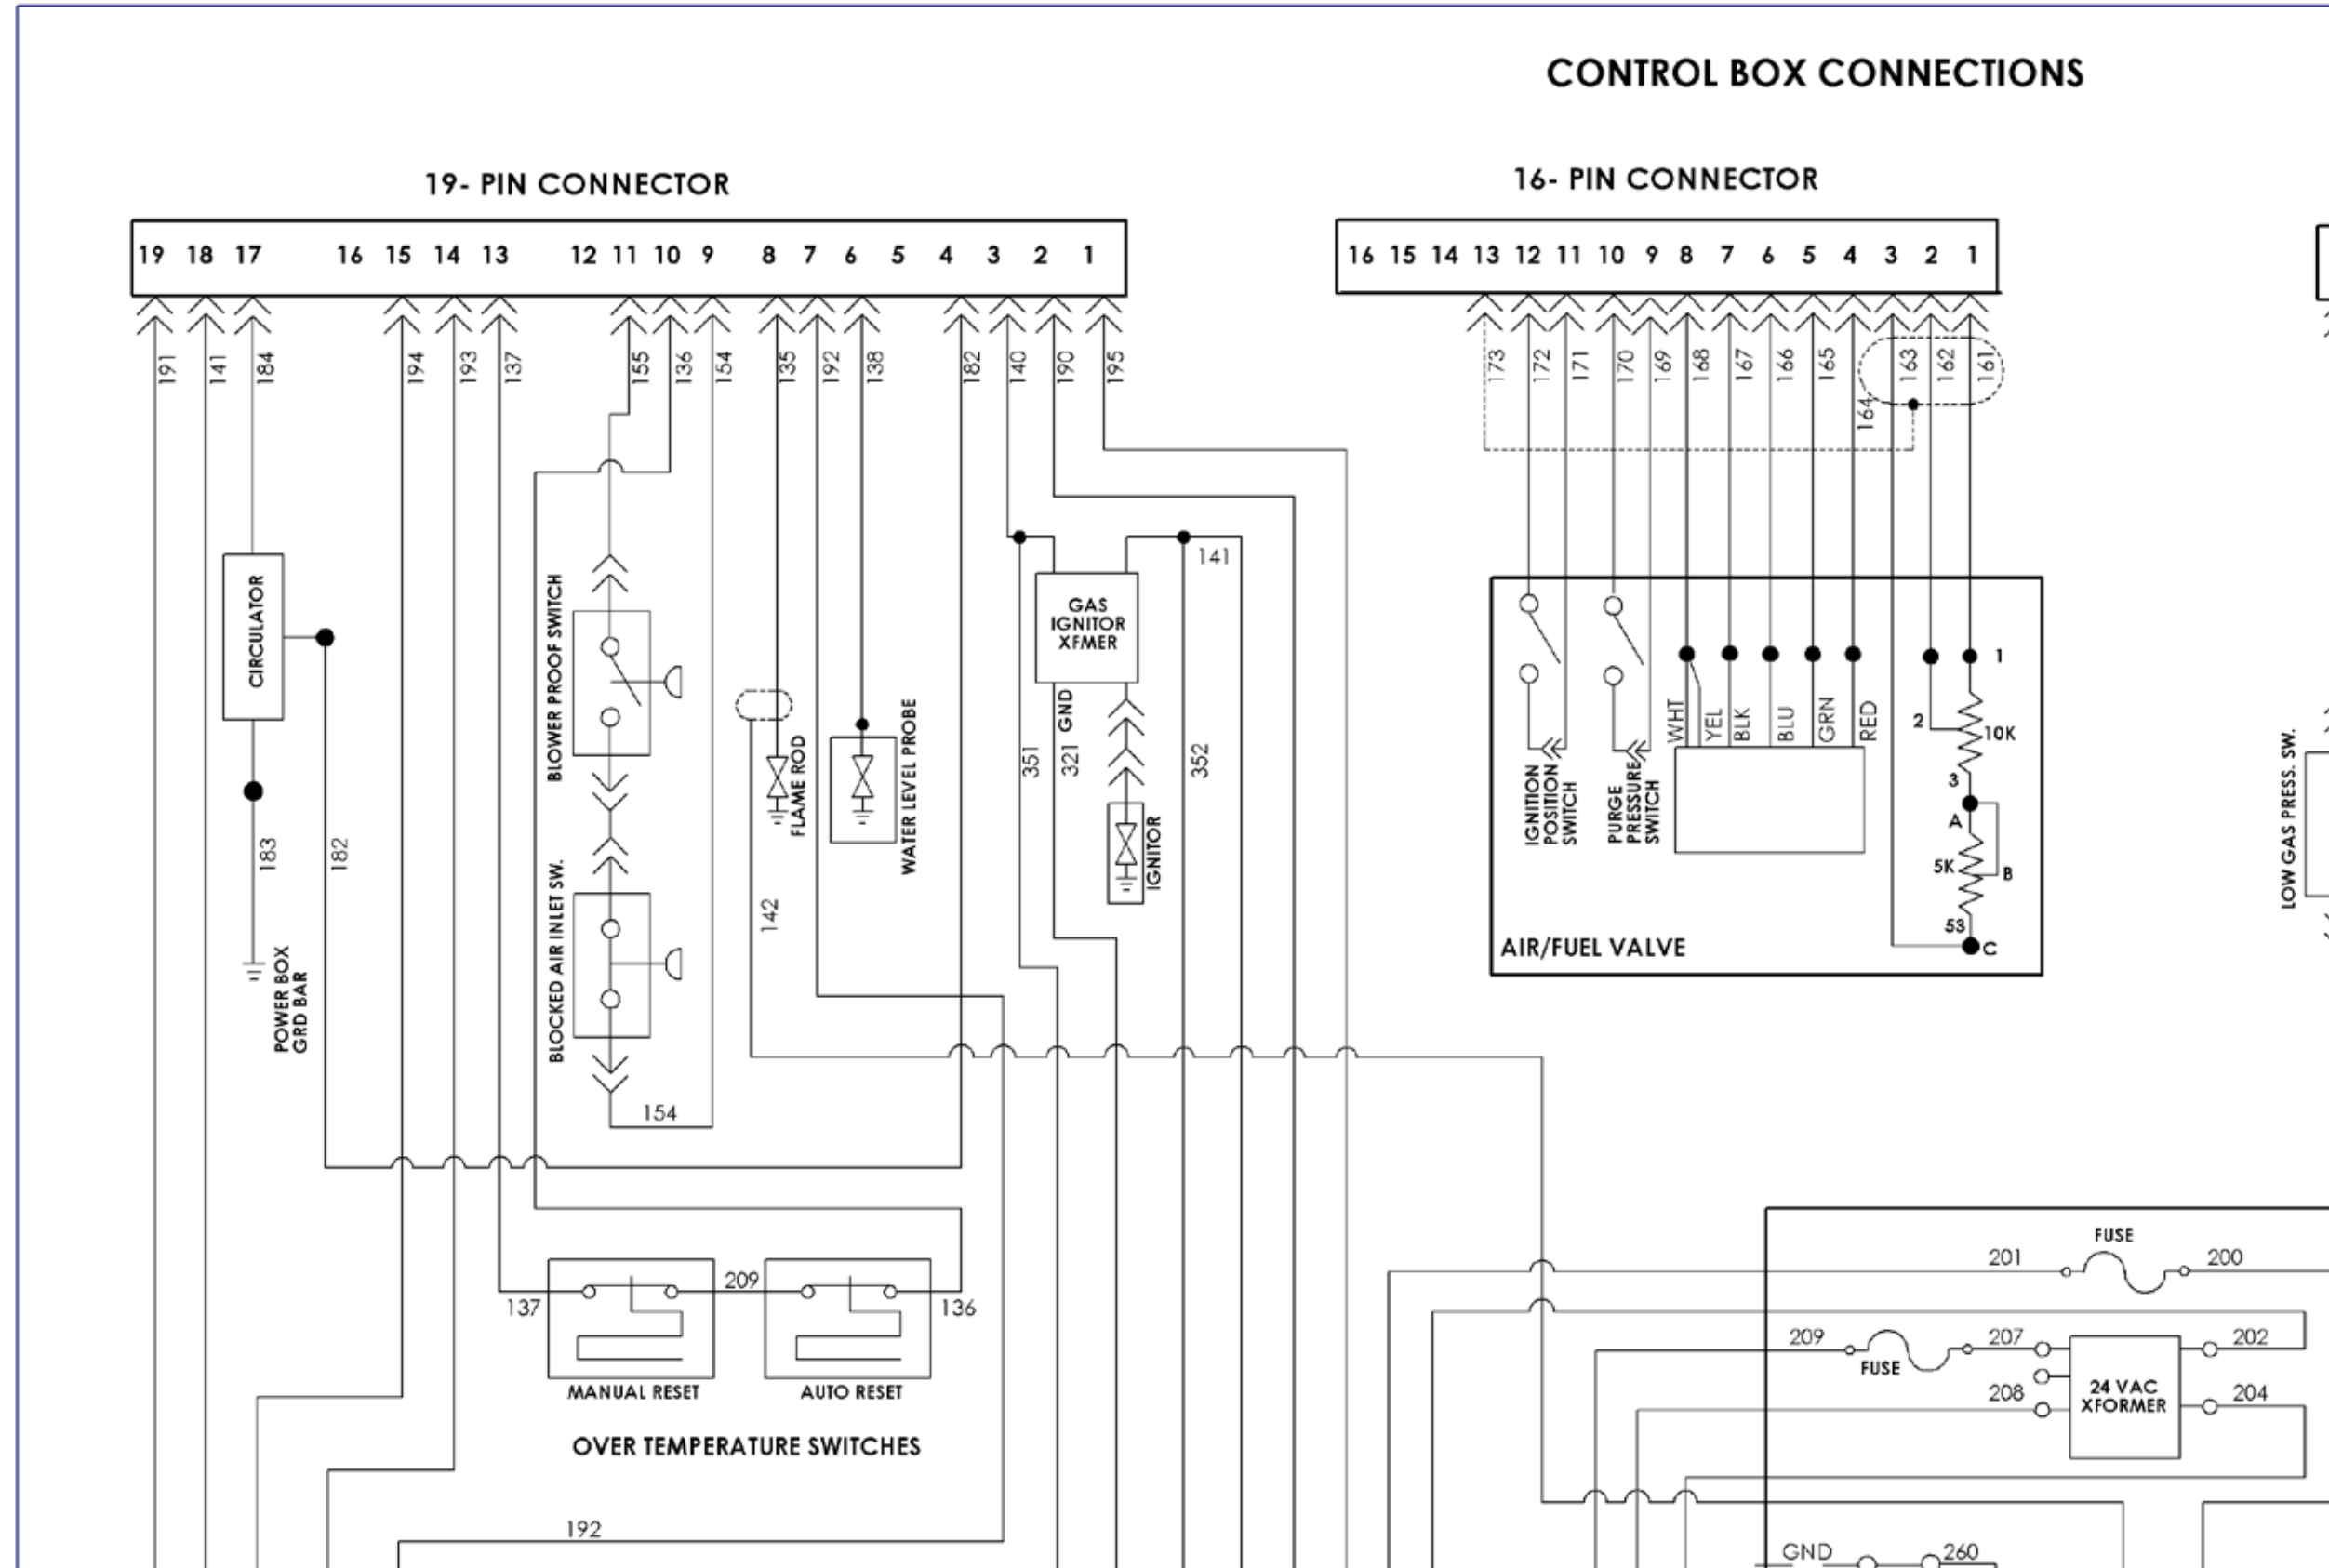 CONTROL BOX CONNECTIONS
19- PIN CONNECTOR
16- PIN CONNECTOR
19 18 17 16 15 14 13 12 11 10 9 8 7 6 5 4 3 2 1
16 15 14 13 12 11 10 9 8 7 6 5 4 3 2 1
191
141
184
194
193
137
155
136
154
135
192
138
182
140
190
195
173
172
171
170
169
168
167
166
165
164
163
162
161
CIRCULATOR
183
182
POWER BOX
GRD BAR
BLOWER PROOF SWITCH
BLOCKED AIR INLET SW.
154
142
FLAME ROD
WATER LEVEL PROBE
141
GAS
IGNITOR
XFMER
GND
351
321
352
IGNITOR
WHT
YEL
BLK
BLU
GRN
RED
1
2
10K
3
A
5K
B
53
C
IGNITION
POSITION
SWITCH
PURGE
PRESSURE
SWITCH
AIR/FUEL VALVE
LOW GAS PRESS. SW.
137
209
136
MANUAL RESET
AUTO RESET
OVER TEMPERATURE SWITCHES
192
FUSE
201
200
209
FUSE
207
202
208
24 VAC
XFORMER
204
GND
260